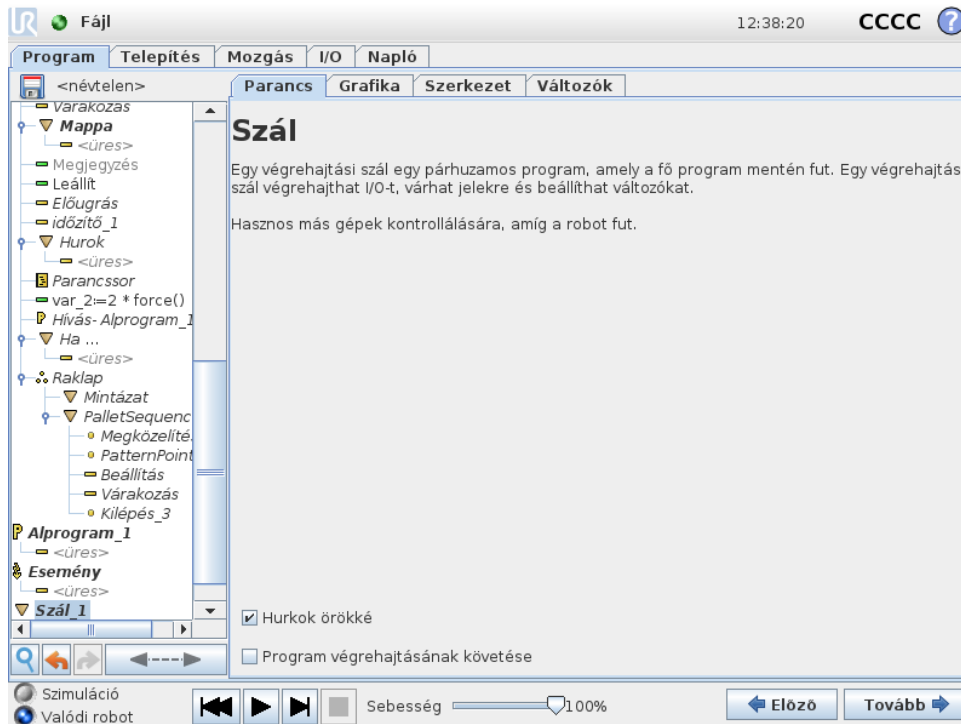 UR Fájl 12:38:20 CCCC ?
Program Telepítés Mozgás I/O Napló
<névtelen>
Parancs Grafika Szerkezet Változók
Várakozás
Mappa
<üres>
Megjegyzés
Leállít
Előugrás
időzítő_1
Hurok
<üres>
Parancssor
var_2:=2 * force()
Hívás- Alprogram_1
Ha ...
<üres>
Raklap
Mintázat
PalletSequenc
Megközelíté
PatternPoint
Beállítás
Várakozás
Kilépés_3
Alprogram_1
<üres>
Esemény
<üres>
Szál_1
Szál
Egy végrehajtási szál egy párhuzamos program, amely a fő program mentén fut. Egy végrehajtás
szál végrehajthat I/0-t, várhat jelekre és beállíthat változókat.
Hasznos más gépek kontrollálására, amíg a robot fut.
Hurkok örökké
Program végrehajtásának követése
Szimuláció
Valódi robot
Sebesség 100%
Előző
Tovább